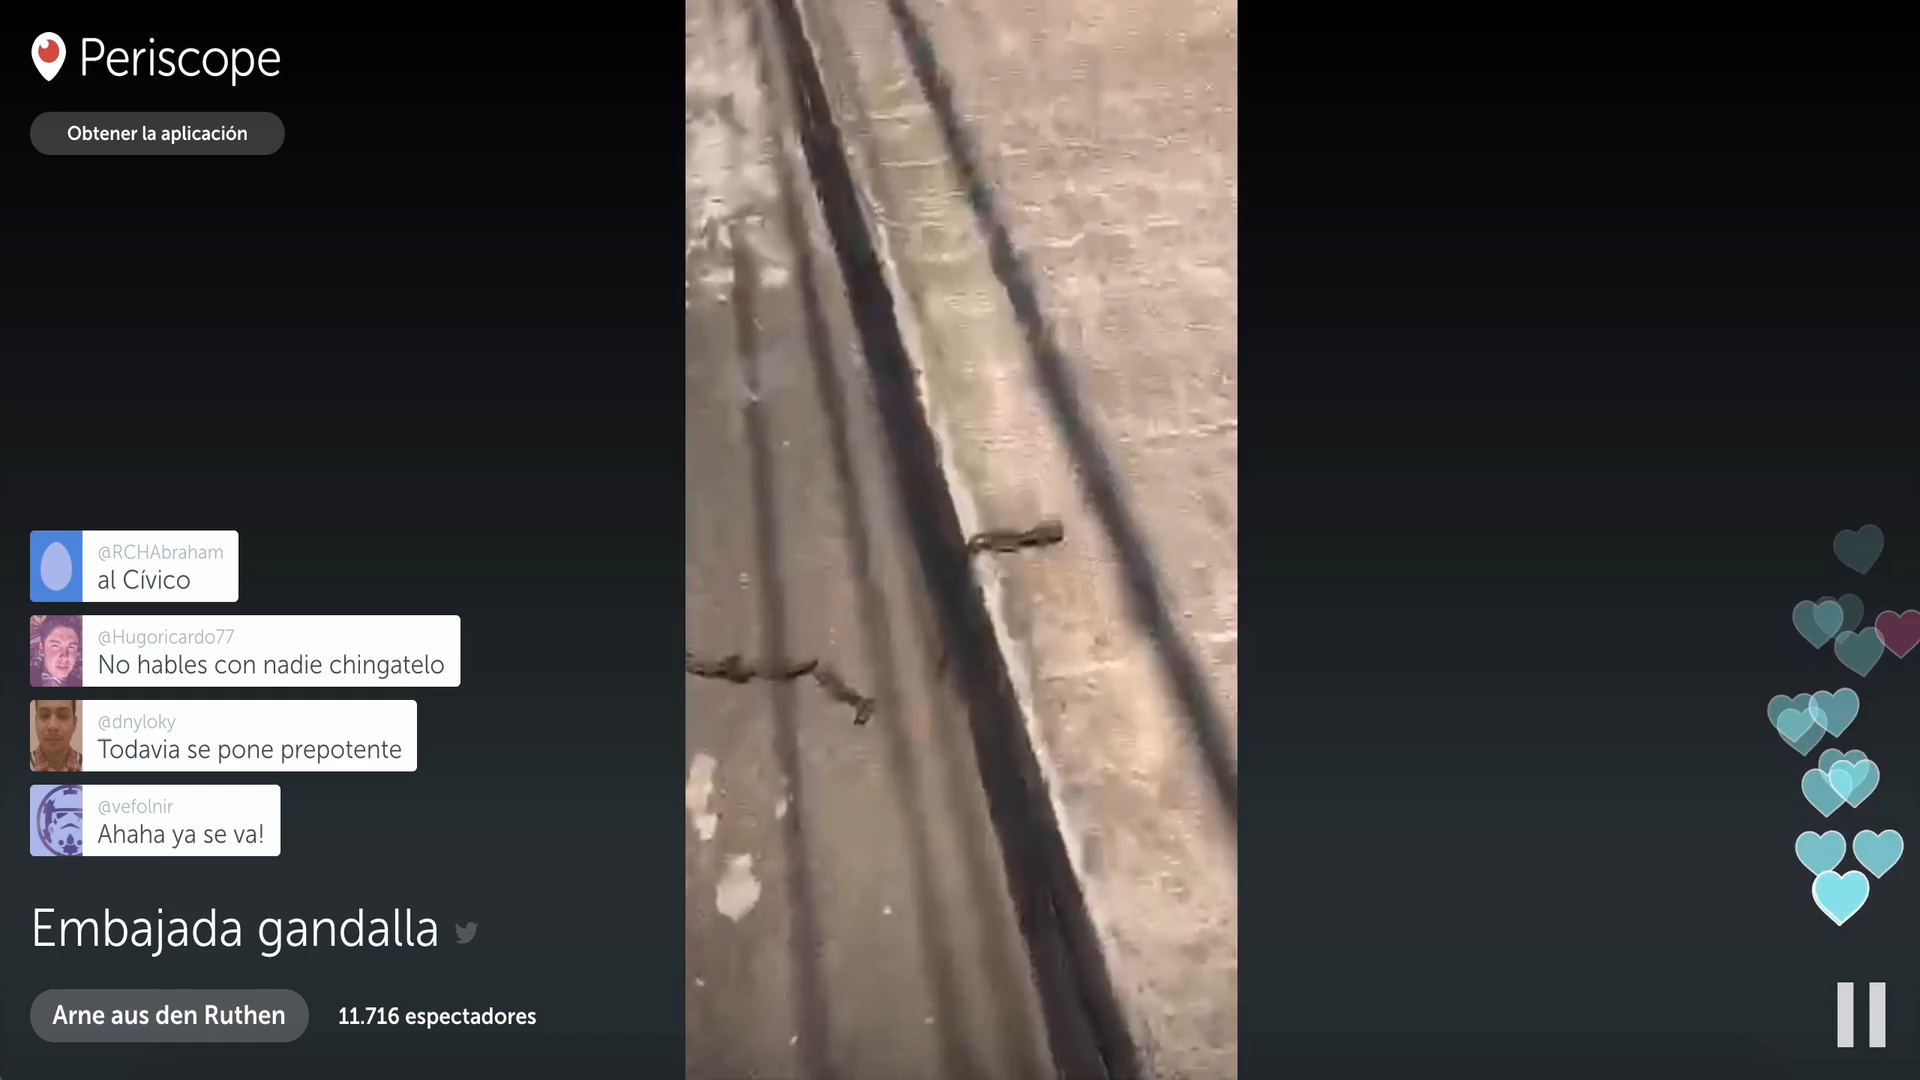 Periscope
Obtener la aplicación
@RCHAbraham
al Cívico
@Hugoricardo77
No hables con nadie chingatelo
@dnyloky
Todavia se pone prepotente
@vefolnir
Ahaha ya se va!
Embajada gandalla
Arne aus den Ruthen
11.716 espectadores